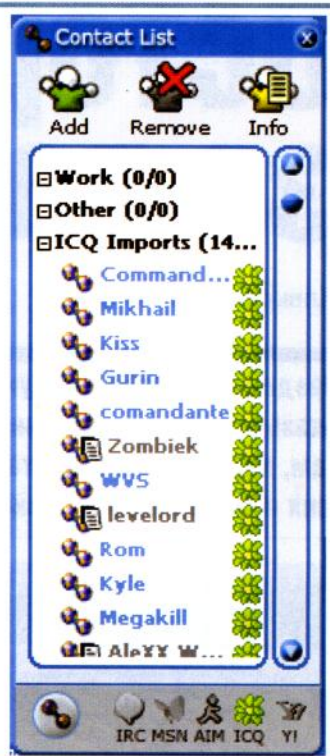 Contact List
Add Remove Info
Work (0/0)
Other (0/0)
ICQ Imports (14...
Command...
Mikhail
Kiss
Gurin
comandante
Zombiek
WVS
levelord
Rom
Kyle
Megakill
AleXX W...
IRC MSN AIM ICQ Y!